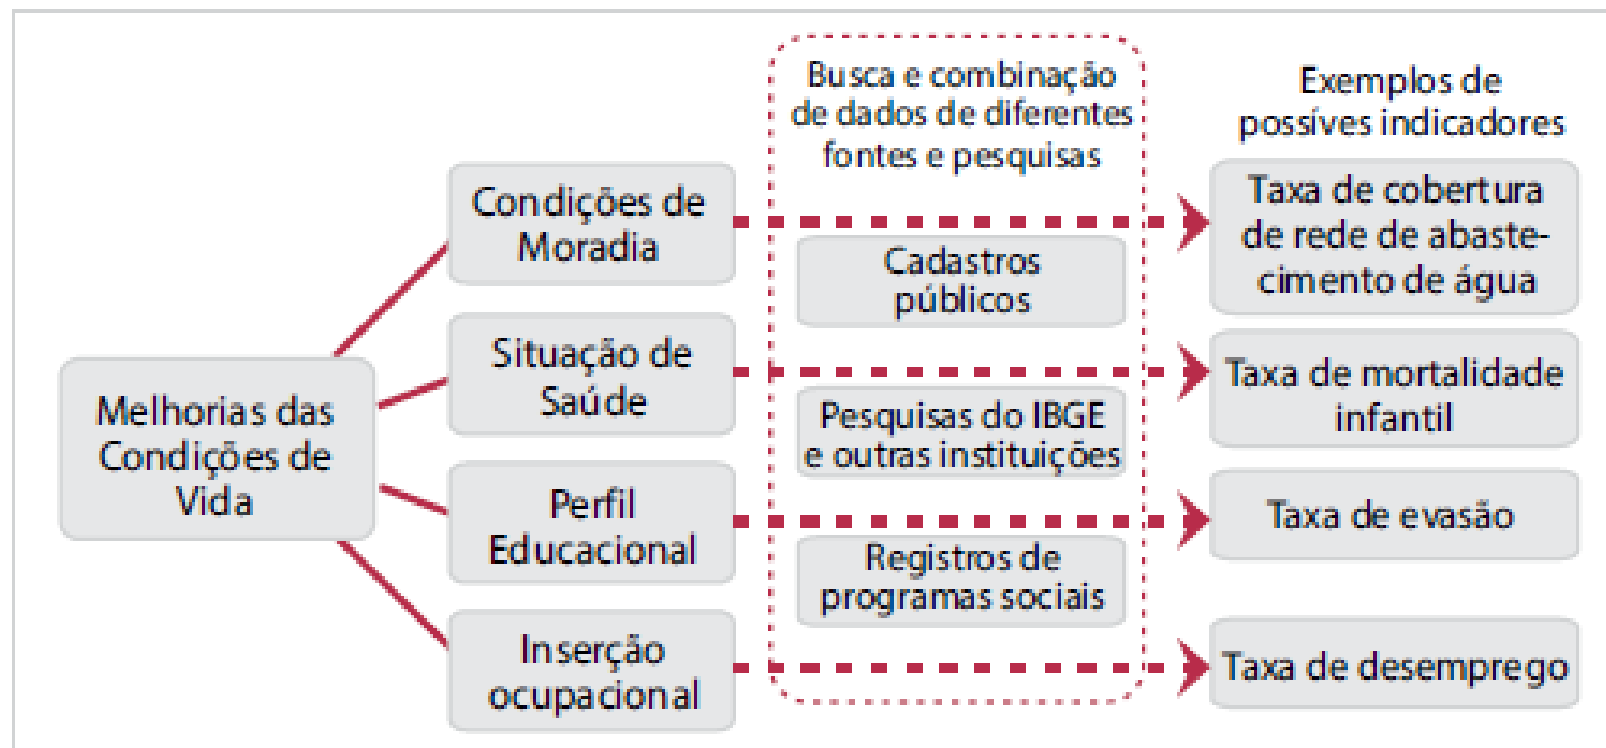 Melhorias das
Condições de
Vida
Condições de
Moradia
Situação de
Saúde
Perfil
Educacional
Inserção
ocupacional
Busca e combinação
de dados de diferentes
fontes e pesquisas
Cadastros
públicos
Pesquisas do IBGE
e outras instituições
Registros de
programas sociais
Exemplos de
possíves indicadores
Taxa de cobertura
de rede de abaste-
cimento de água
Taxa de mortalidade
infantil
Taxa de evasão
Taxa de desemprego